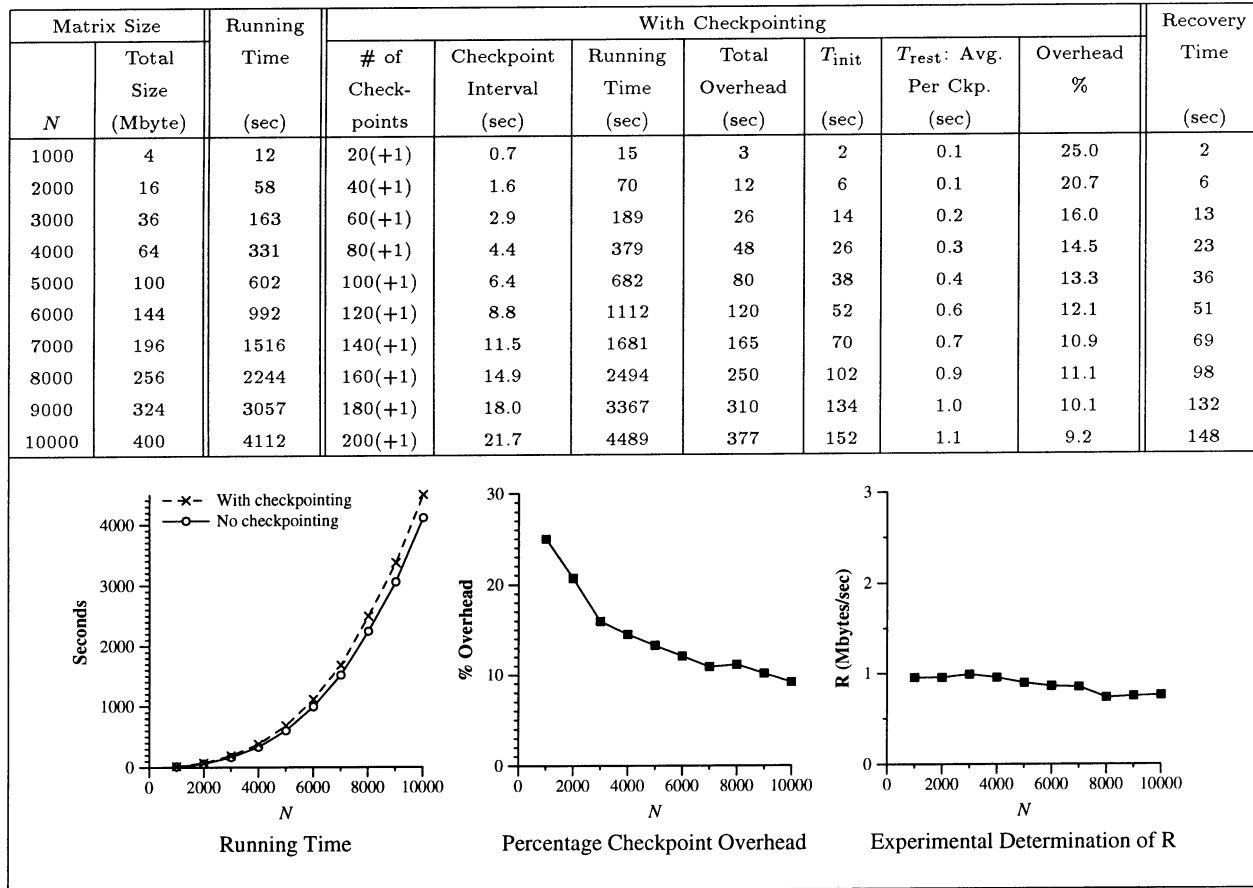 Matrix Size Running With Checkpointing Recovery
Total Time # of Checkpoint Running Total T_init T_rest: Avg. Overhead Time
Size Check- Interval Time Overhead Per Ckp. %
N (Mbyte) (sec) points (sec) (sec) (sec) (sec) (sec) (sec)
1000 4 12 20(+1) 0.7 15 3 2 0.1 25.0 2
2000 16 58 40(+1) 1.6 70 12 6 0.1 20.7 6
3000 36 163 60(+1) 2.9 189 26 14 0.2 16.0 13
4000 64 331 80(+1) 4.4 379 48 26 0.3 14.5 23
5000 100 602 100(+1) 6.4 682 80 38 0.4 13.3 36
6000 144 992 120(+1) 8.8 1112 120 52 0.6 12.1 51
7000 196 1516 140(+1) 11.5 1681 165 70 0.7 10.9 69
8000 256 2244 160(+1) 14.9 2494 250 102 0.9 11.1 98
9000 324 3057 180(+1) 18.0 3367 310 134 1.0 10.1 132
10000 400 4112 200(+1) 21.7 4489 377 152 1.1 9.2 148
With checkpointing
No checkpointing
4000
3000
2000
1000
0
Seconds
0 2000 4000 6000 8000 10000
N
Running Time
30
20
10
0
% Overhead
0 2000 4000 6000 8000 10000
N
Percentage Checkpoint Overhead
3
2
1
0
R (Mbytes/sec)
0 2000 4000 6000 8000 10000
N
Experimental Determination of R